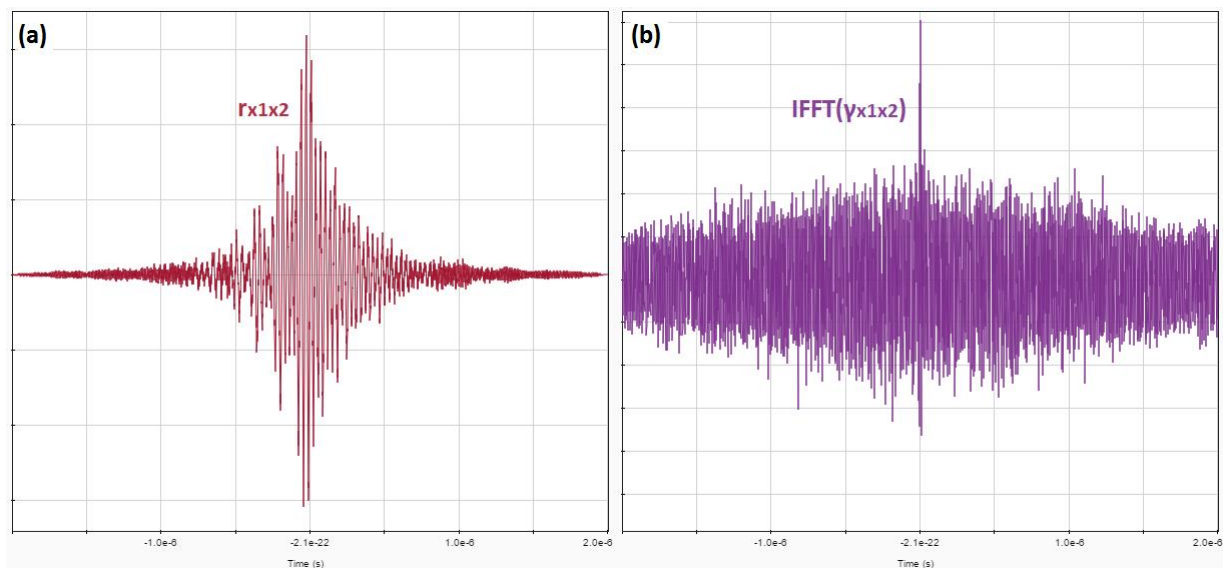 (a)
rx1x2
-1.0e-6
-2.1e-22
1.0e-6
2.0e-6
Time (s)
(b)
IFFT(γx1x2)
-1.0e-6
-2.1e-22
1.0e-6
2.0e-6
Time (s)